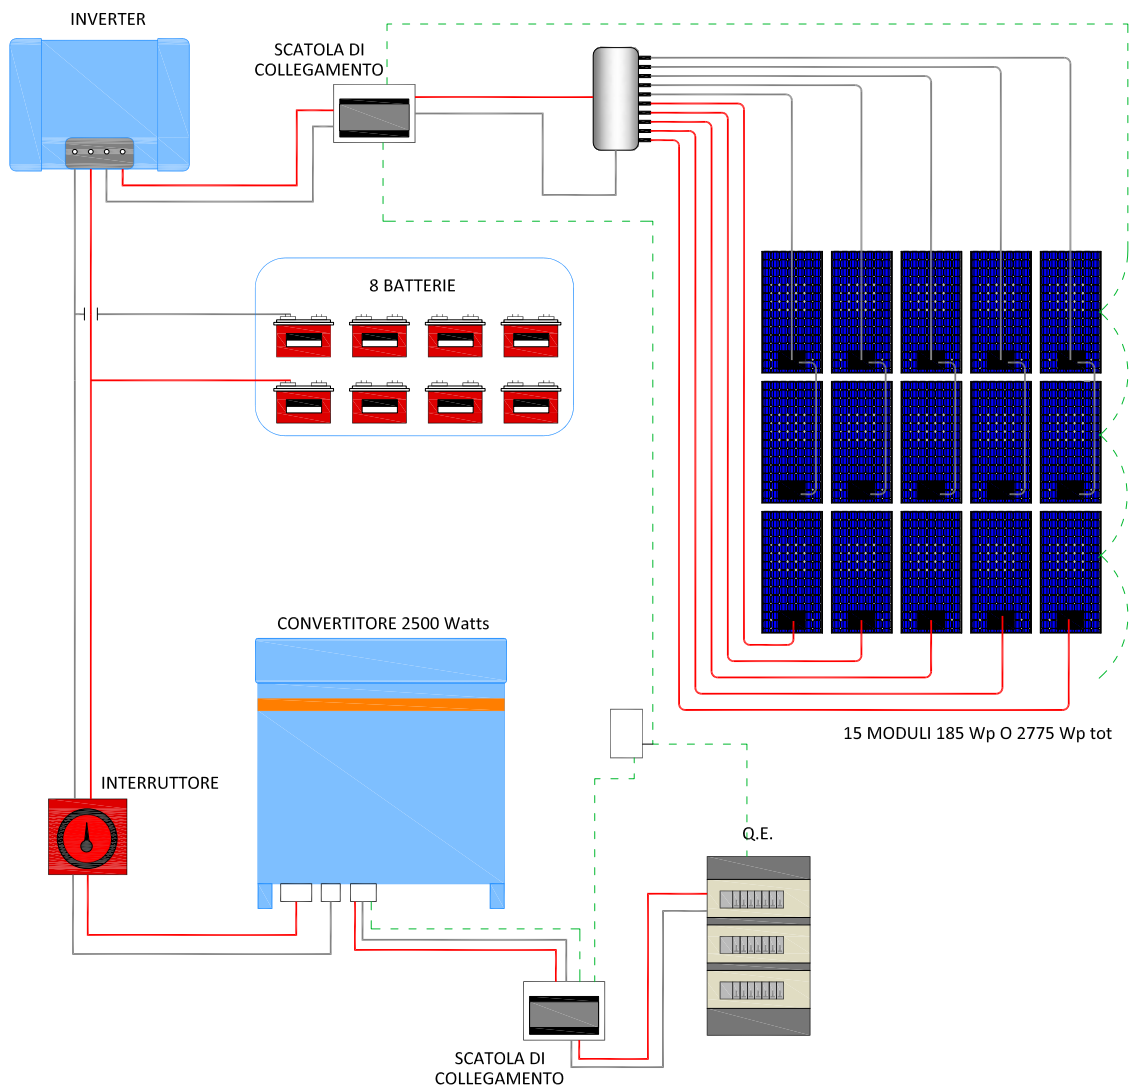 INVERTER
SCATOLA DI
COLLEGAMENTO
8 BATTERIE
CONVERTITORE 2500 Watts
15 MODULI 185 Wp O 2775 Wp tot
INTERRUTTORE
Q.E.
SCATOLA DI
COLLEGAMENTO